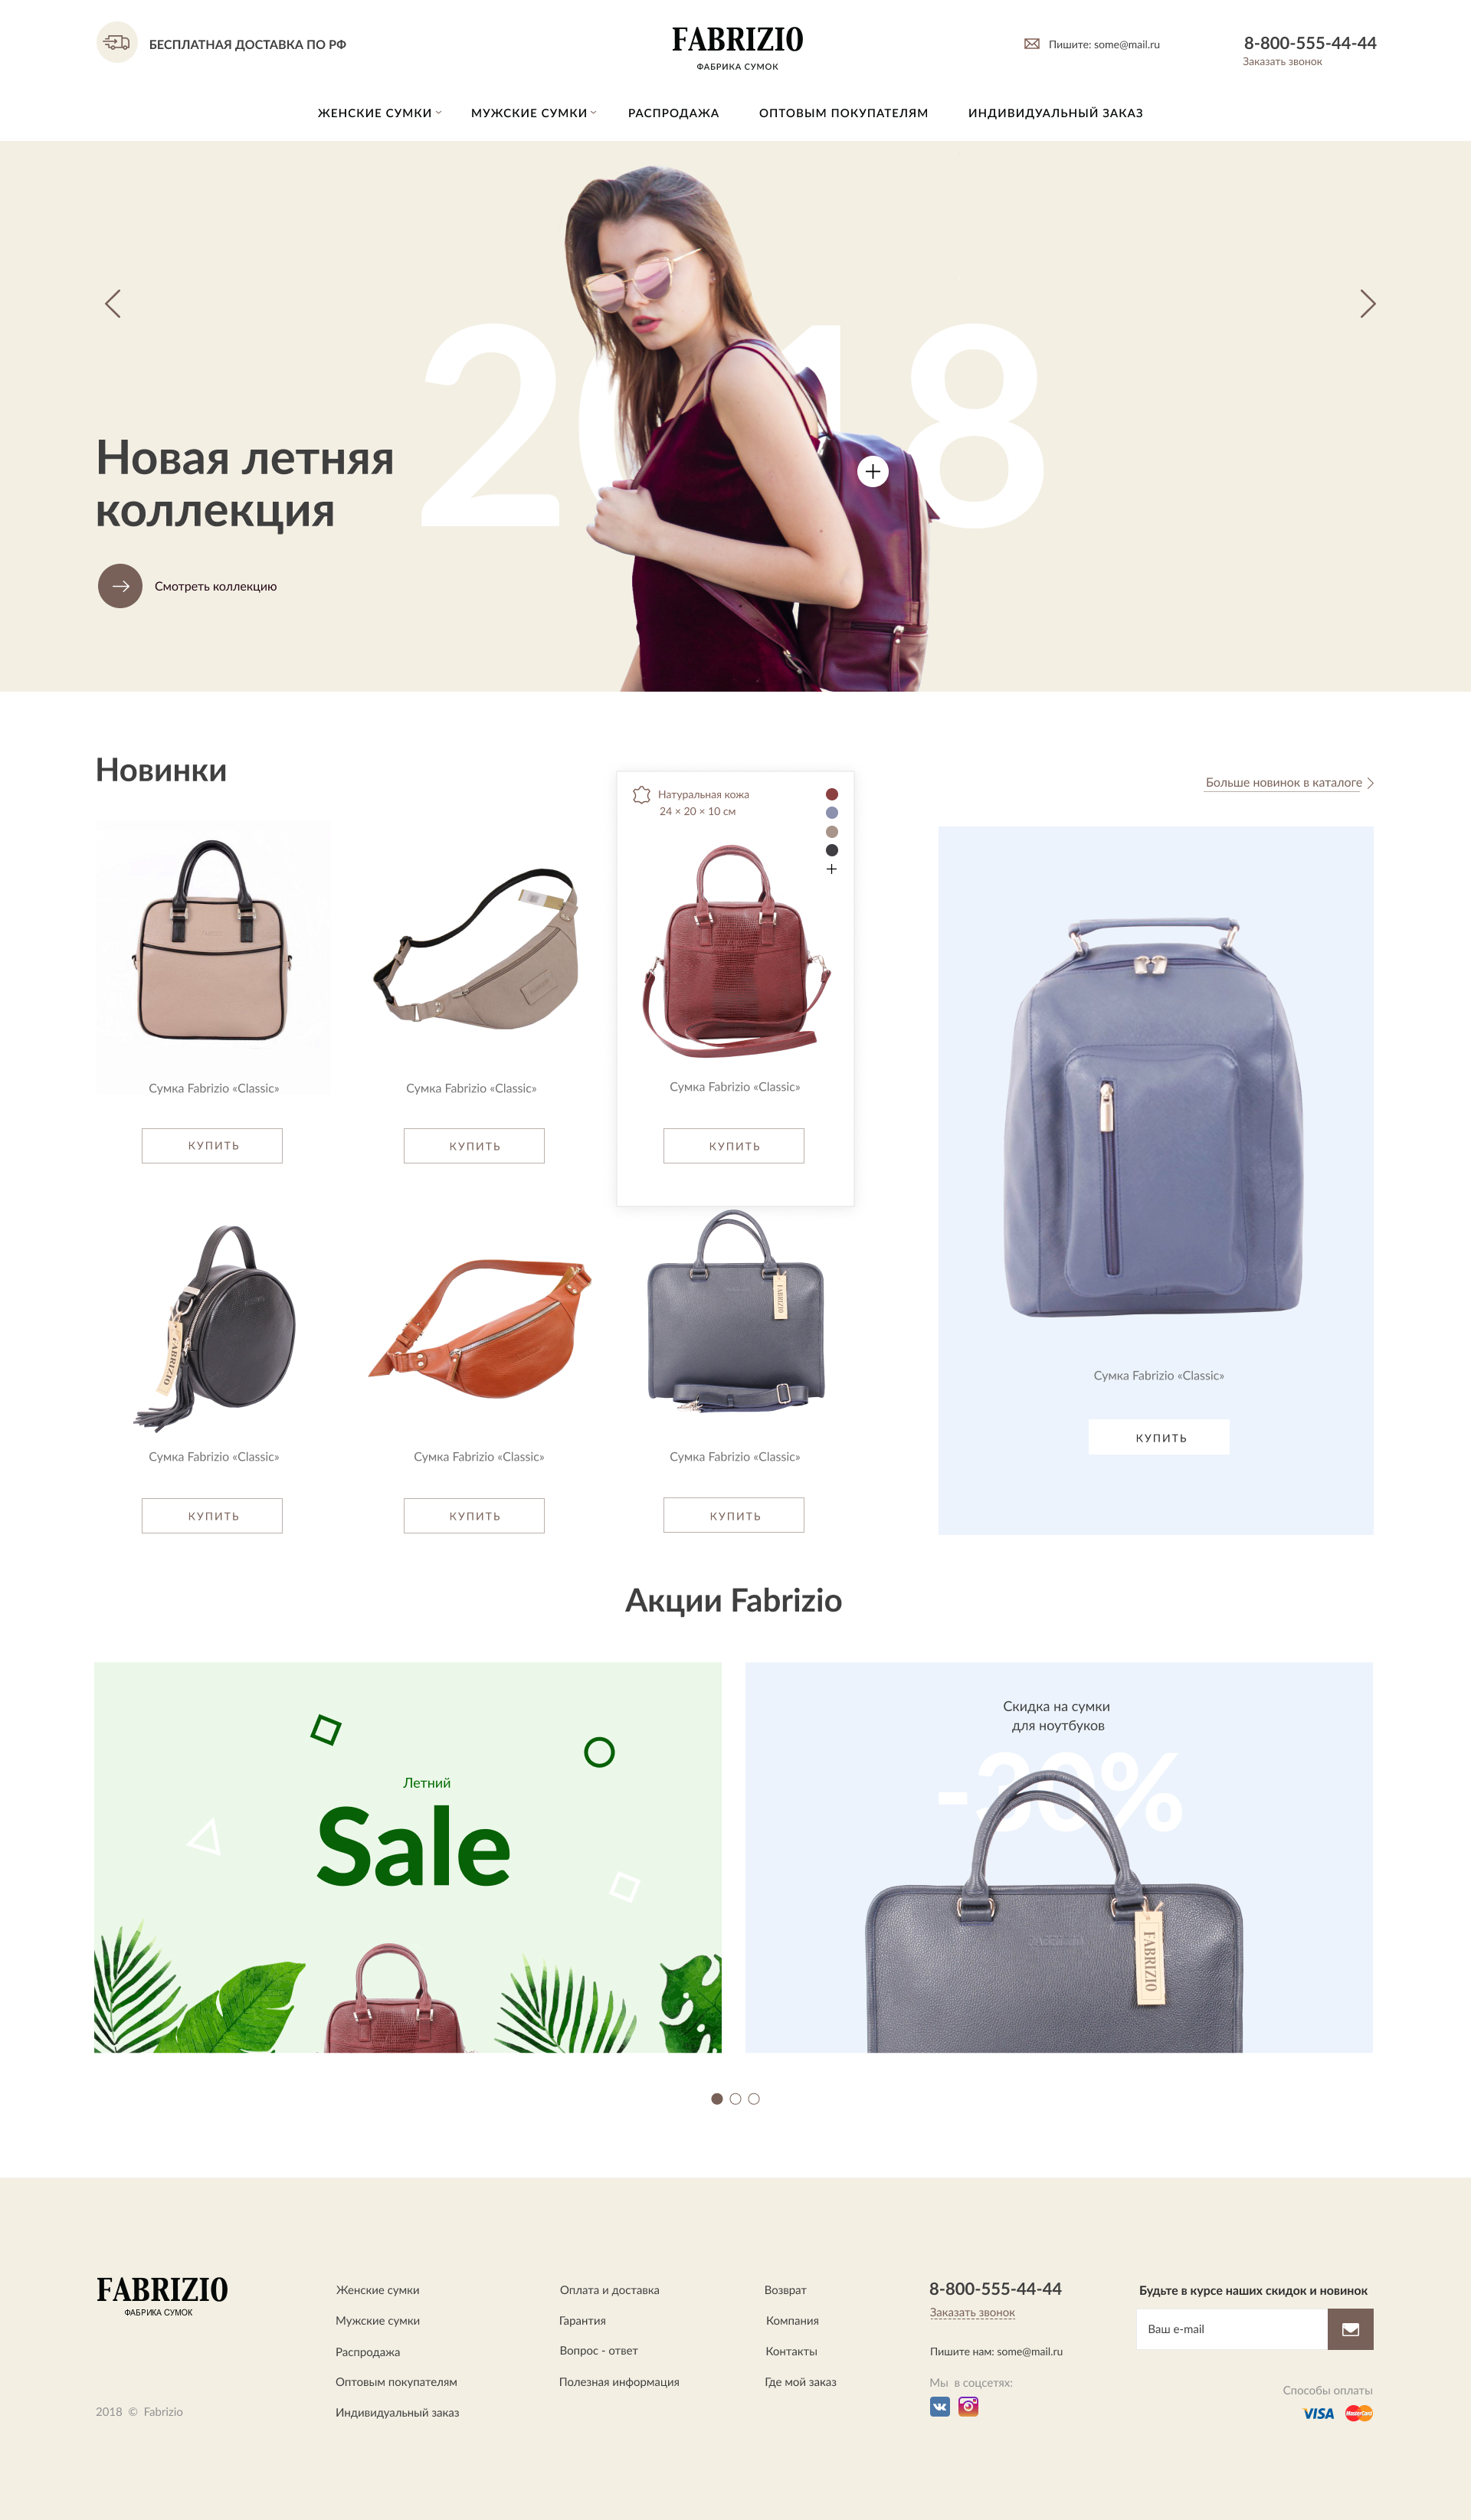 БЕСПЛАТНАЯ ДОСТАВКА ПО РФ
FABRIZIO
ФАБРИКА СУМОК
Пишите: some@mail.ru
8-800-555-44-44
Заказать звонок
ЖЕНСКИЕ СУМКИ МУЖСКИЕ СУМКИ РАСПРОДАЖА ОПТОВЫМ ПОКУПАТЕЛЯМ ИНДИВИДУАЛЬНЫЙ ЗАКАЗ
2018
Новая летняя
коллекция
Смотреть коллекцию
Новинки
Больше новинок в каталоге
Натуральная кожа
24 × 20 × 10 см
Сумка Fabrizio «Classic»
Сумка Fabrizio «Classic»
Сумка Fabrizio «Classic»
КУПИТЬ
КУПИТЬ
КУПИТЬ
FABRIZIO
FABRIZIO
Сумка Fabrizio «Classic»
Сумка Fabrizio «Classic»
Сумка Fabrizio «Classic»
КУПИТЬ
КУПИТЬ
КУПИТЬ
Сумка Fabrizio «Classic»
КУПИТЬ
Акции Fabrizio
Летний
Sale
Скидка на сумки
для ноутбуков
-30%
FABRIZIO
FABRIZIO
FABRIZIO
ФАБРИКА СУМОК
2018 © Fabrizio
Женские сумки
Мужские сумки
Распродажа
Оптовым покупателям
Индивидуальный заказ
Оплата и доставка
Гарантия
Вопрос - ответ
Полезная информация
Возврат
Компания
Контакты
Где мой заказ
8-800-555-44-44
Заказать звонок
Пишите нам: some@mail.ru
Мы в соцсетях:
Будьте в курсе наших скидок и новинок
Ваш e-mail
Способы оплаты
VISA
MasterCard